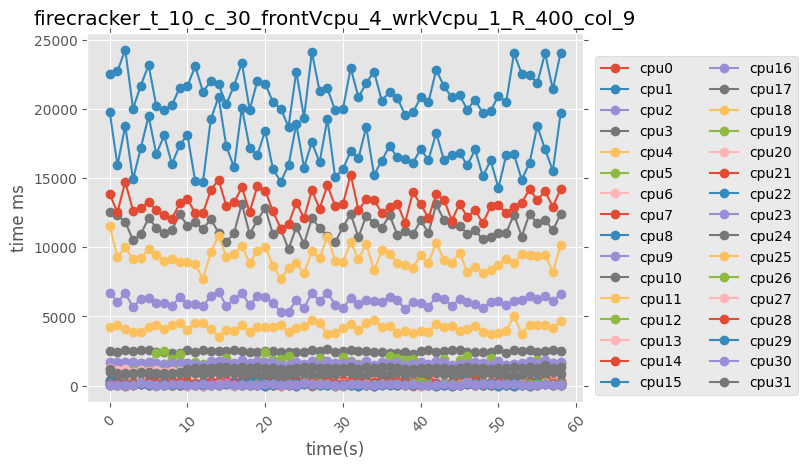 firecracker_t_10_c_30_frontVcpu_4_wrkVcpu_1_R_400_col_9
25000
20000
15000
10000
5000
0
time ms
0
10
20
30
40
50
60
time(s)
cpu0
cpu1
cpu2
cpu3
cpu4
cpu5
cpu6
cpu7
cpu8
cpu9
cpu10
cpu11
cpu12
cpu13
cpu14
cpu15
cpu16
cpu17
cpu18
cpu19
cpu20
cpu21
cpu22
cpu23
cpu24
cpu25
cpu26
cpu27
cpu28
cpu29
cpu30
cpu31